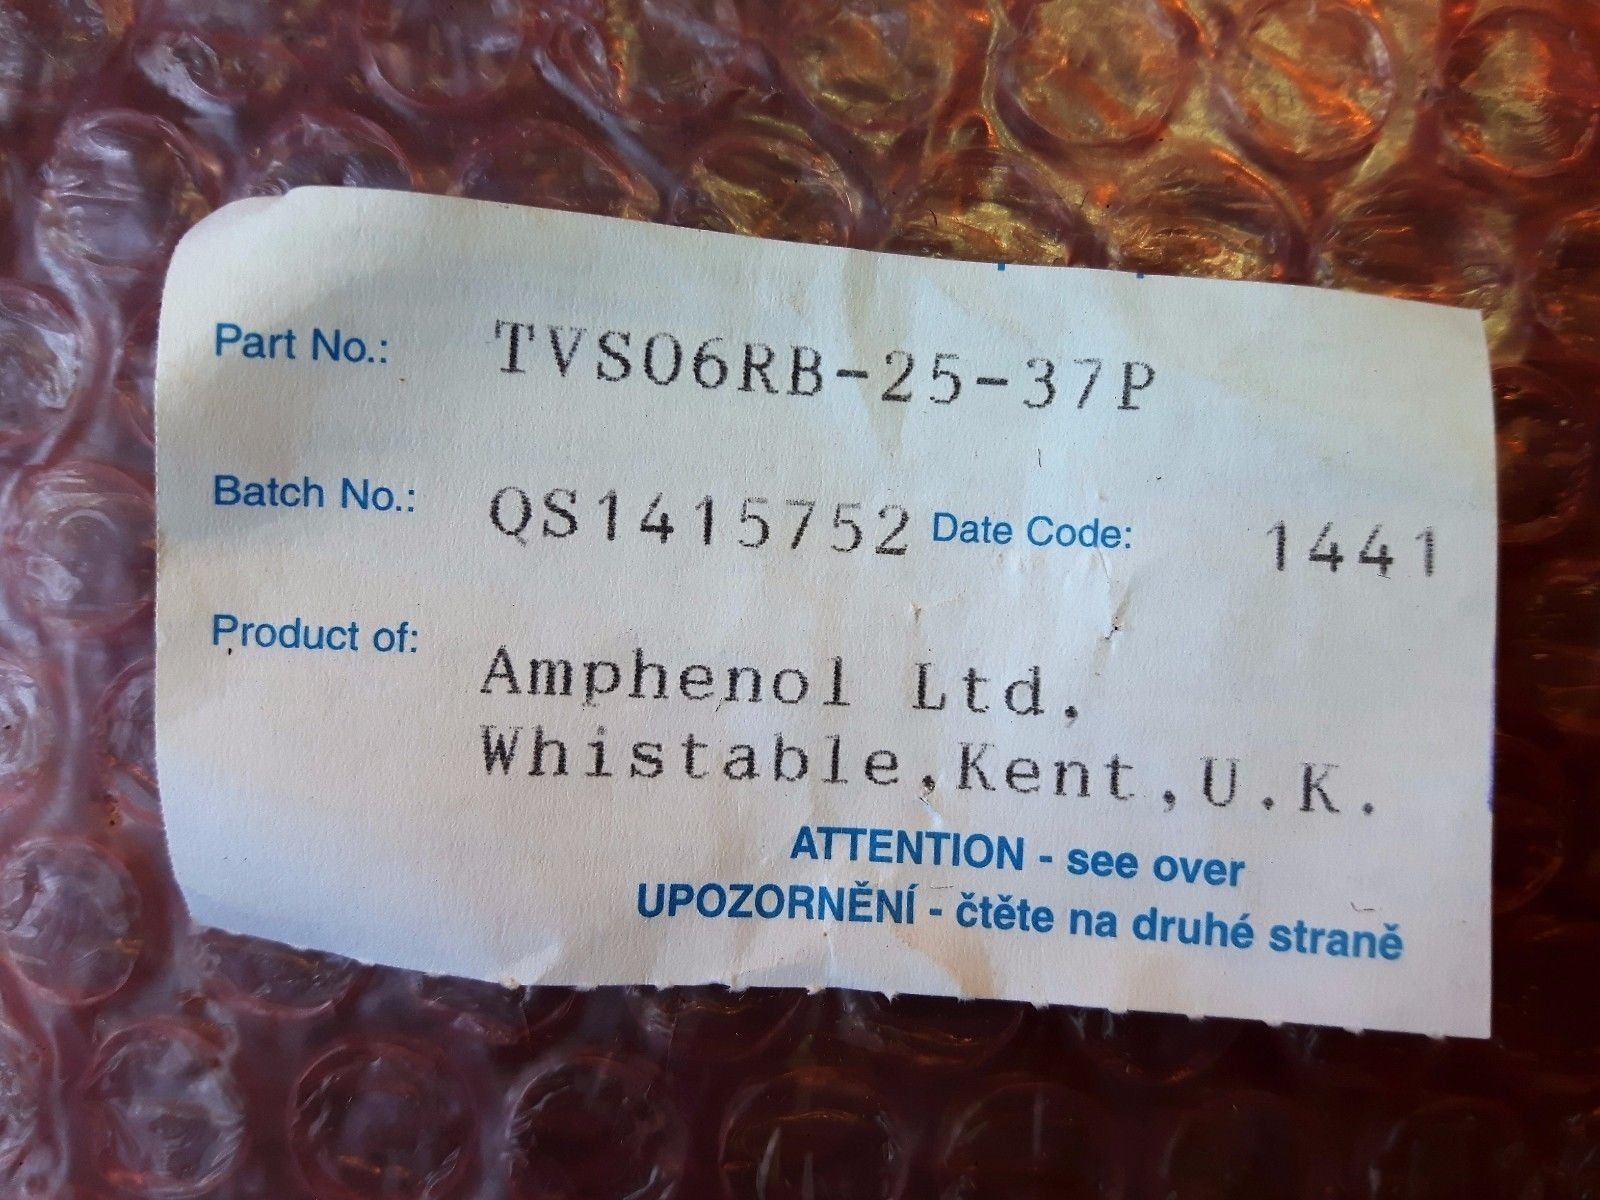 Part No.: TVS06RB-25-37P
Batch No.: QS1415752 Date Code: 1441
Product of: Amphenol Ltd.
Whistable,Kent,U.K.
ATTENTION - see over
UPOZORNĚNÍ - čtěte na druhé straně